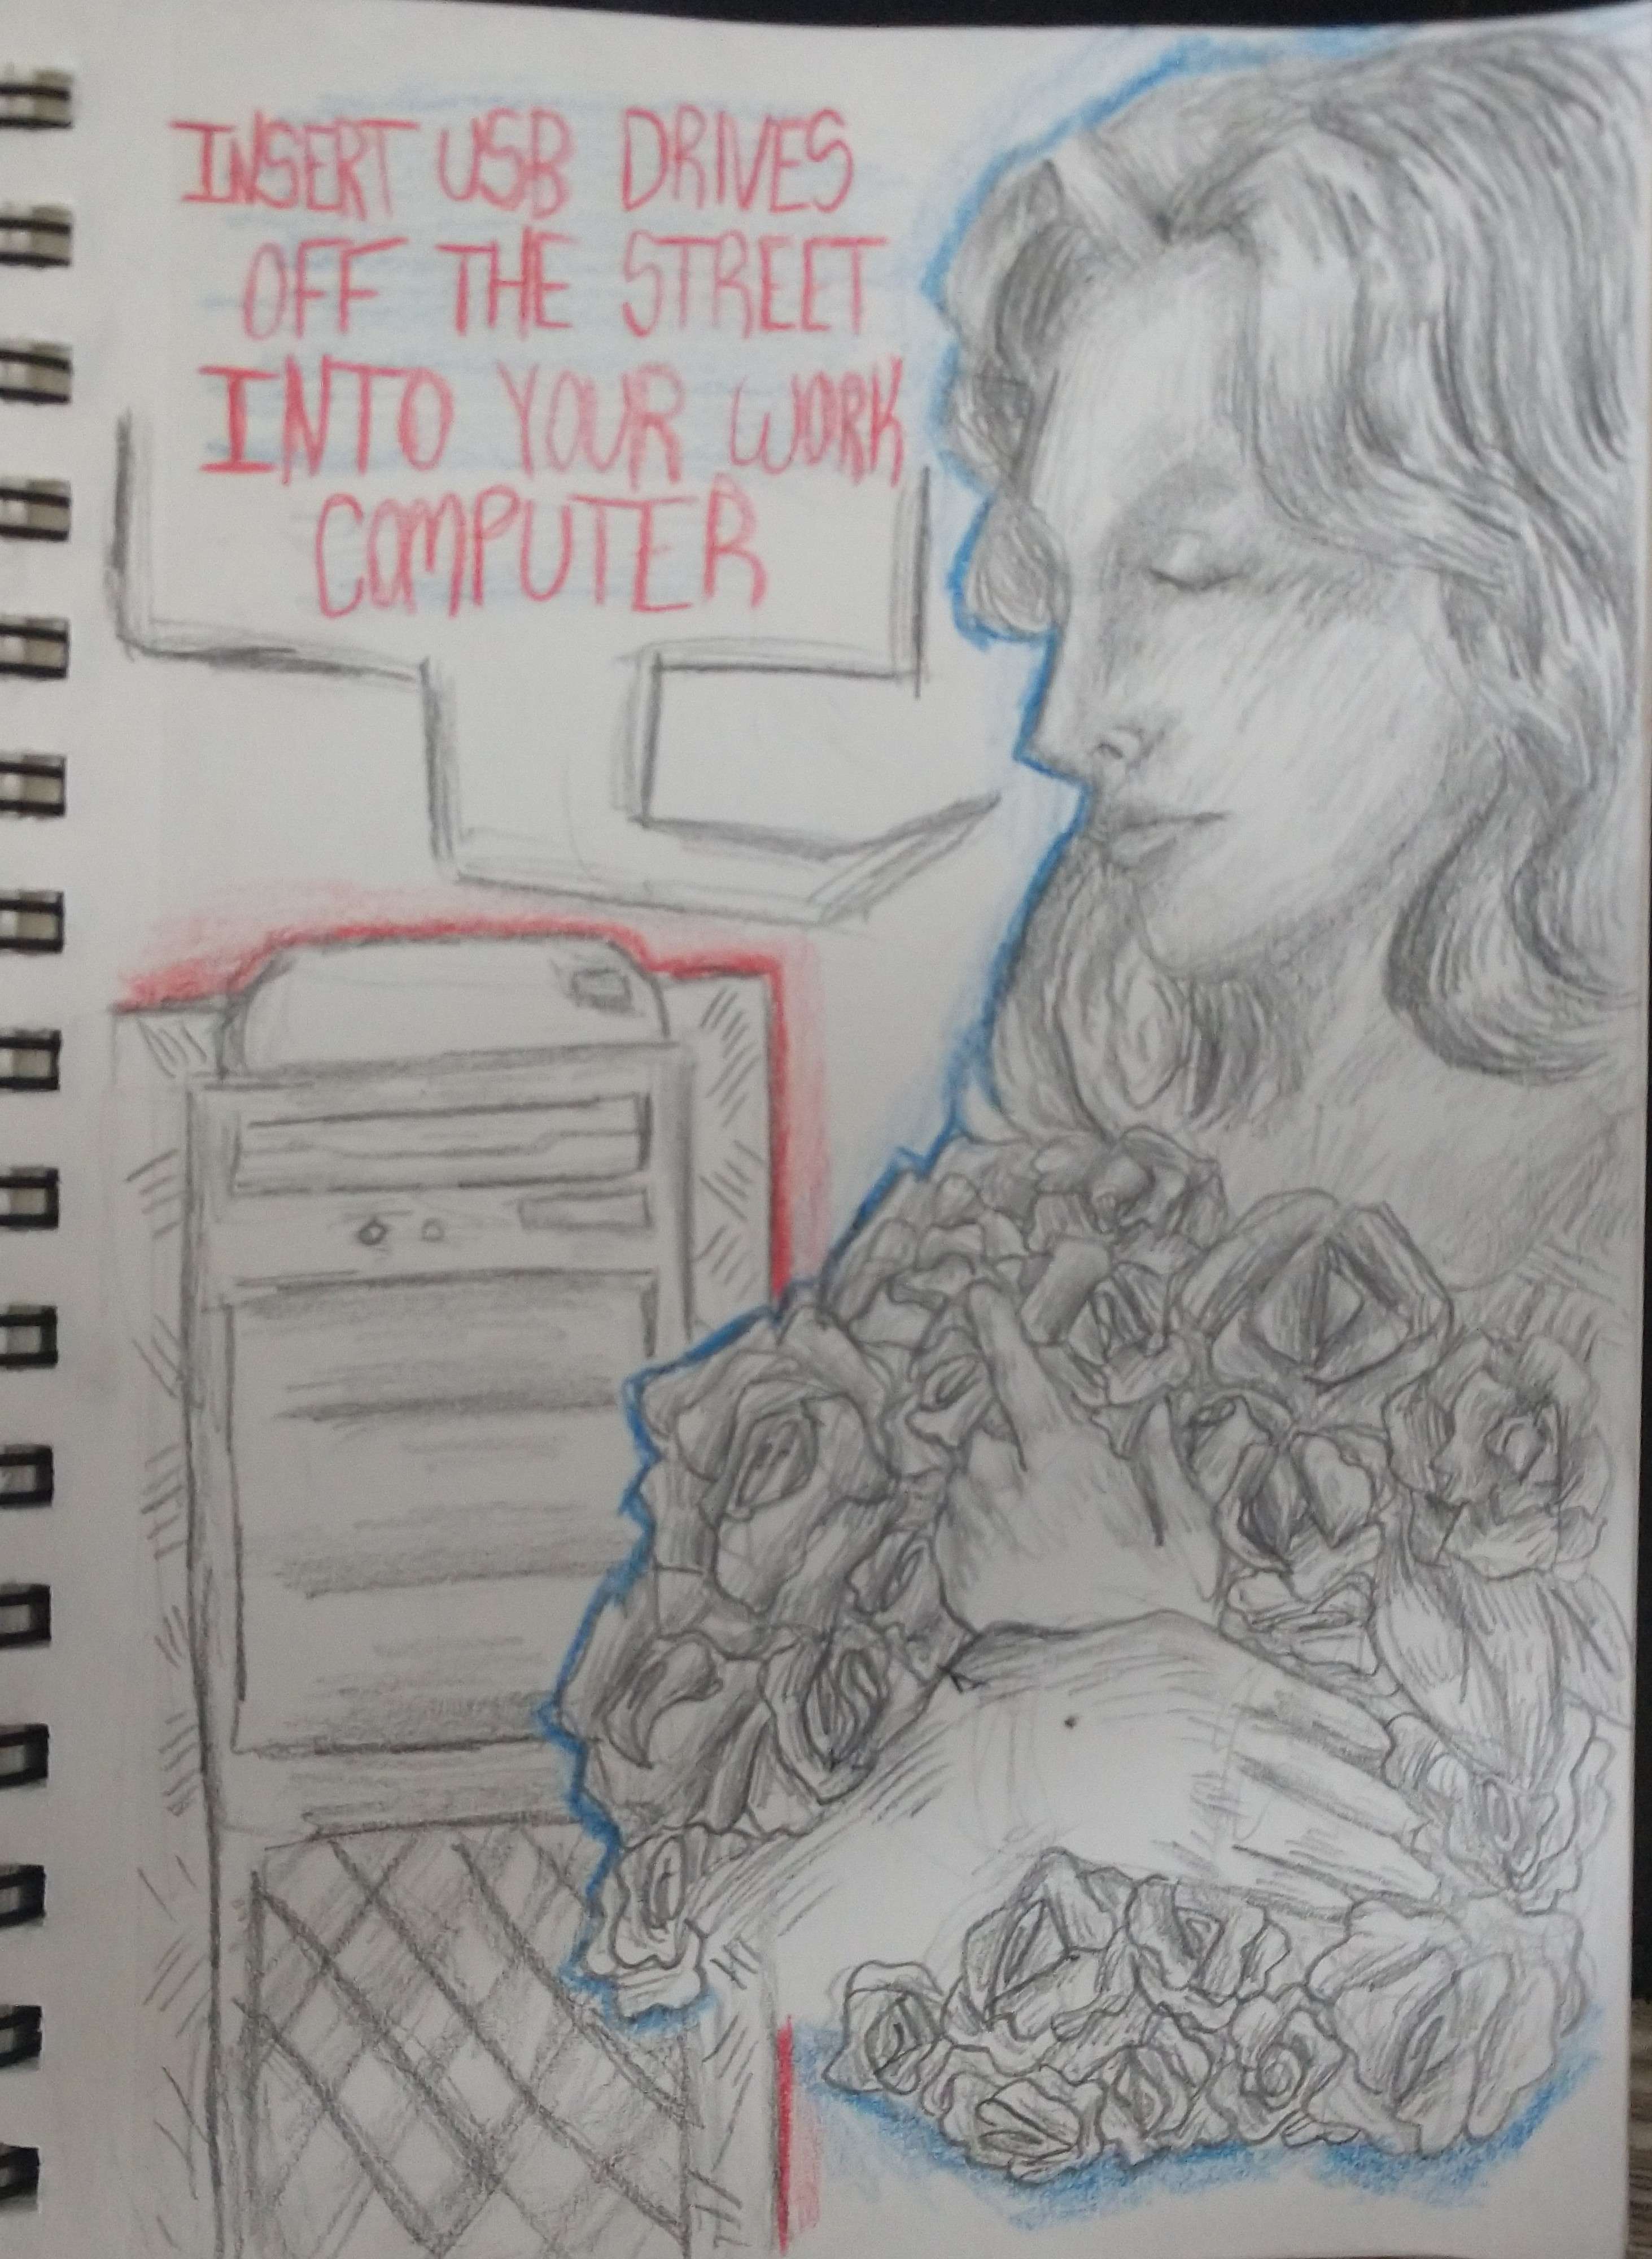 INSERT USB DRIVES
OFF THE STREET
INTO YOUR WORK
COMPUTER